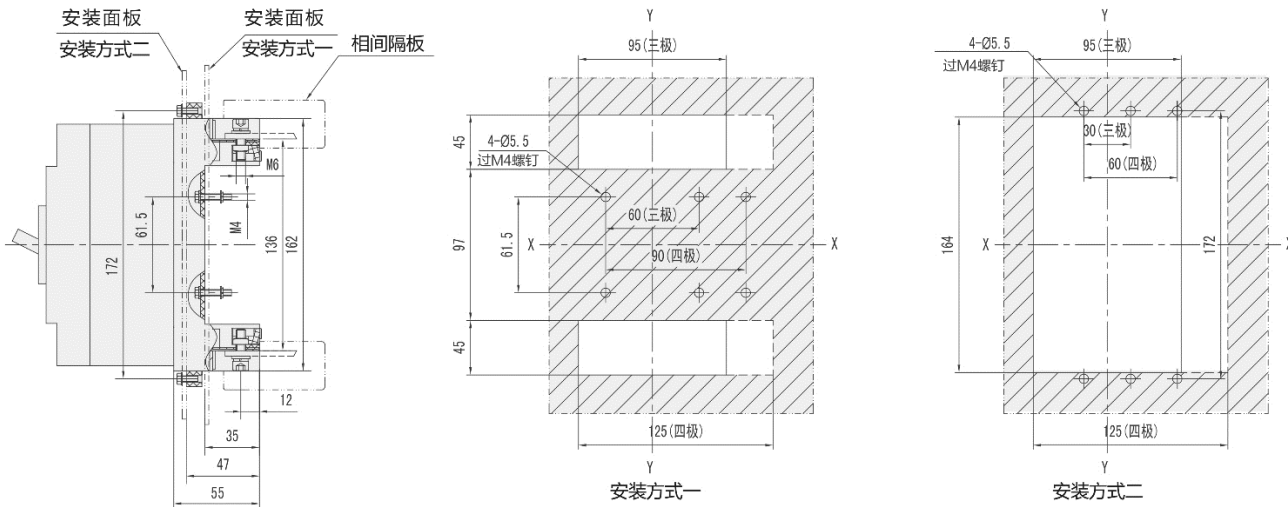 安装面板
安装方式二
安装面板
安装方式一
相间隔板
M6
M4
61.5
172
136
162
12
35
47
55
Y
95(三极)
45
4-Ø5.5
过M4螺钉
60(三极)
97
61.5
X
X
90(四极)
45
125(四极)
Y
安装方式一
Y
4-Ø5.5
过M4螺钉
95(三极)
30(三极)
60(四极)
164
X
172
X
125(四极)
Y
安装方式二